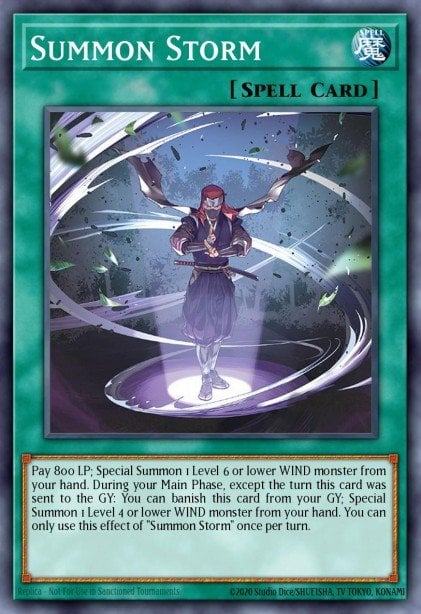 Summon Storm
SPELL
魔
[Spell Card]
Pay 800 LP; Special Summon 1 Level 6 or lower WIND monster from
your hand. During your Main Phase, except the turn this card was
sent to the GY: You can banish this card from your GY; Special
Summon 1 Level 4 or lower WIND monster from your hand. You can
only use this effect of "Summon Storm" once per turn.
Replica - Not For Use in Sanctioned Tournaments ©2020 Studio Dice/SHUEISHA, TV TOKYO, KONAMI